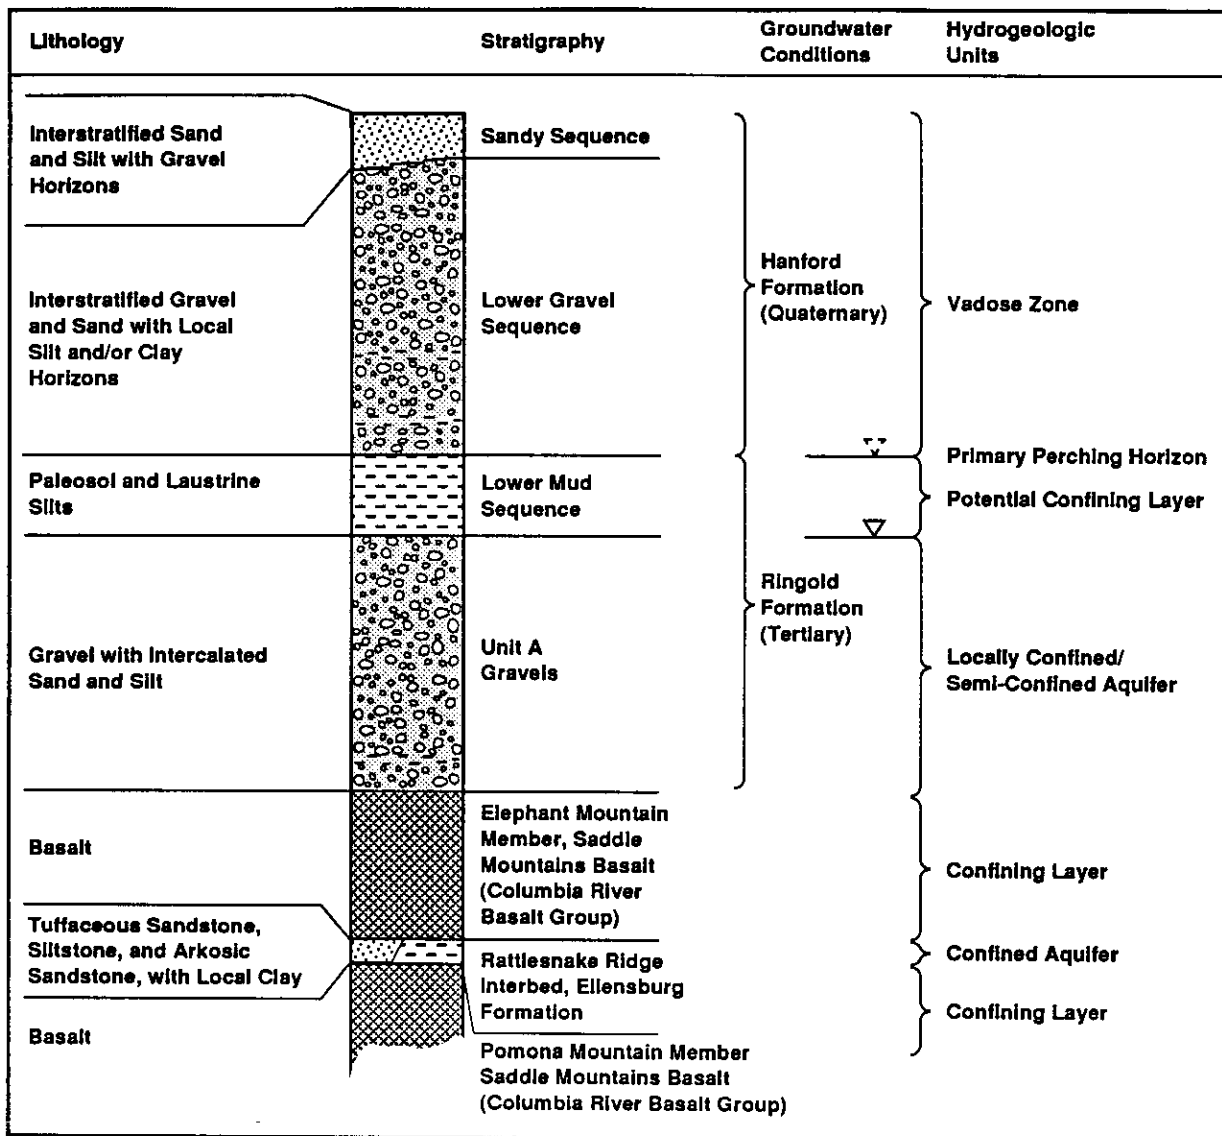 Lithology
Stratigraphy
Groundwater
Conditions
Hydrogeologic
Units
Interstratified Sand
and Silt with Gravel
Horizons
Sandy Sequence
Interstratified Gravel
and Sand with Local
Silt and/or Clay
Horizons
Lower Gravel
Sequence
Hanford
Formation
(Quaternary)
Vadose Zone
Primary Perching Horizon
Paleosol and Laustrine
Silts
Lower Mud
Sequence
Potential Confining Layer
Ringold
Formation
(Tertiary)
Gravel with Intercalated
Sand and Silt
Unit A
Gravels
Locally Confined/
Semi-Confined Aquifer
Basalt
Elephant Mountain
Member, Saddle
Mountains Basalt
(Columbia River
Basalt Group)
Confining Layer
Tuffaceous Sandstone,
Siltstone, and Arkosic
Sandstone, with Local Clay
Rattlesnake Ridge
Interbed, Ellensburg
Formation
Confined Aquifer
Basalt
Confining Layer
Pomona Mountain Member
Saddle Mountains Basalt
(Columbia River Basalt Group)